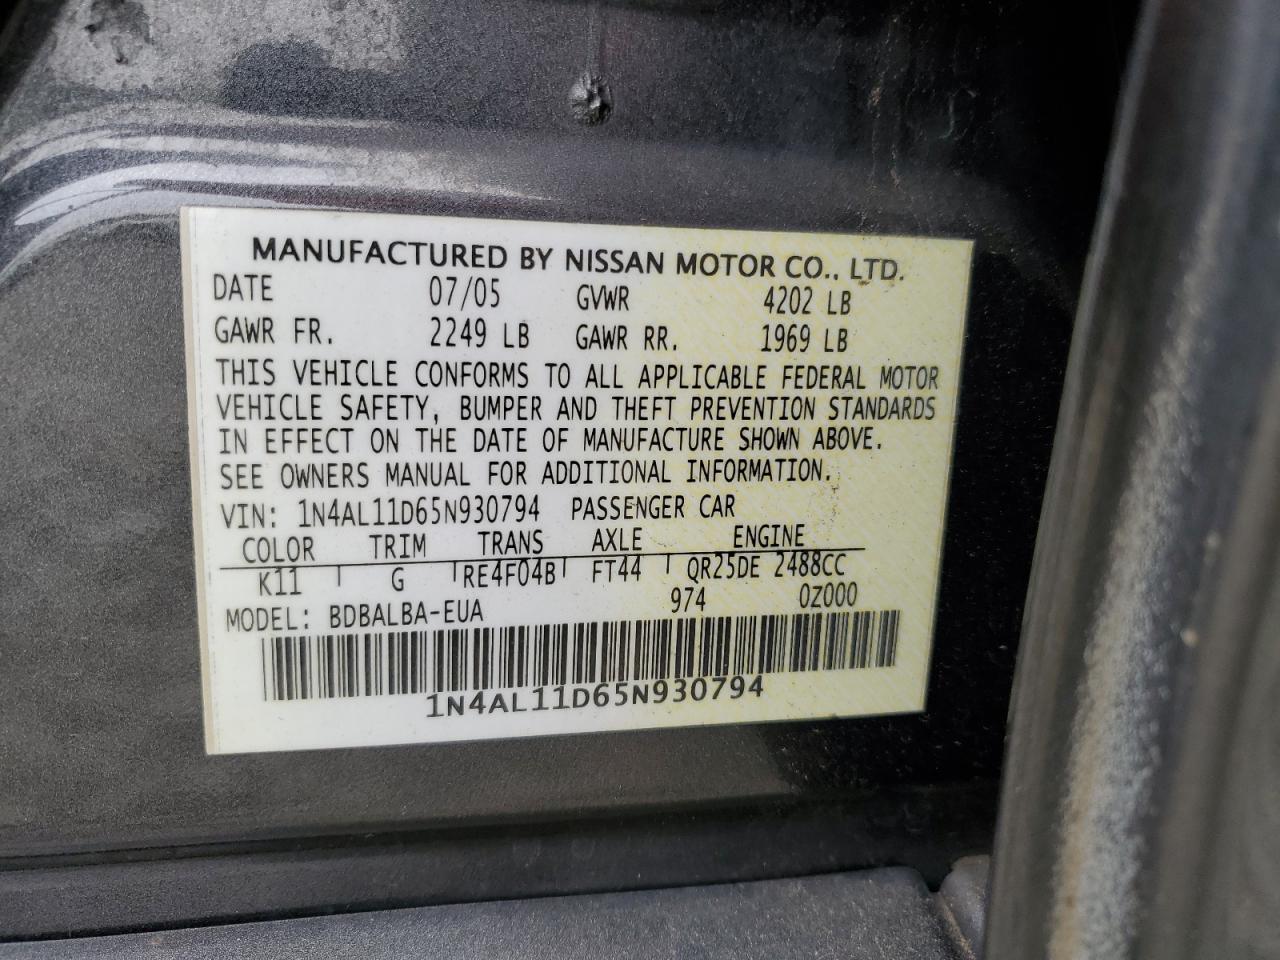 MANUFACTURED BY NISSAN MOTOR CO., LTD.
DATE 07/05 GVWR 4202 LB
GAWR FR. 2249 LB GAWR RR. 1969 LB
THIS VEHICLE CONFORMS TO ALL APPLICABLE FEDERAL MOTOR
VEHICLE SAFETY, BUMPER AND THEFT PREVENTION STANDARDS
IN EFFECT ON THE DATE OF MANUFACTURE SHOWN ABOVE.
SEE OWNERS MANUAL FOR ADDITIONAL INFORMATION.
VIN: 1N4AL11D65N930794 PASSENGER CAR
COLOR TRIM TRANS AXLE ENGINE
K11 G RE4F04B FT44 QR25DE 2488CC
MODEL: BDBALBA-EUA 974 0Z000
1N4AL11D65N930794